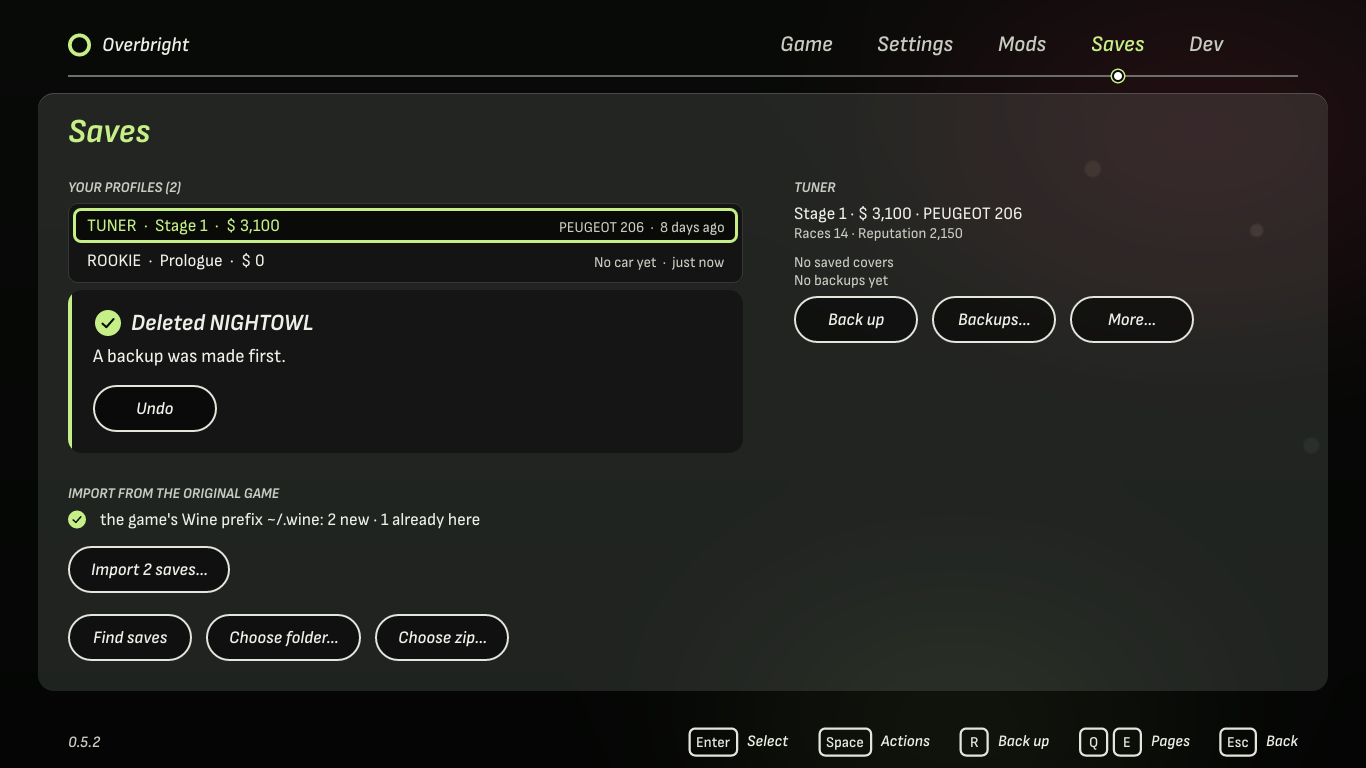 Overbright
Game Settings Mods Saves Dev
Saves
YOUR PROFILES (2)
TUNER · Stage 1 · $ 3,100 PEUGEOT 206 · 8 days ago
ROOKIE · Prologue · $ 0 No car yet · just now
Deleted NIGHTOWL
A backup was made first.
Undo
IMPORT FROM THE ORIGINAL GAME
the game's Wine prefix ~/.wine: 2 new · 1 already here
Import 2 saves...
Find saves Choose folder... Choose zip...
TUNER
Stage 1 · $ 3,100 · PEUGEOT 206
Races 14 · Reputation 2,150
No saved covers
No backups yet
Back up Backups... More...
0.5.2 Enter Select Space Actions R Back up Q E Pages Esc Back